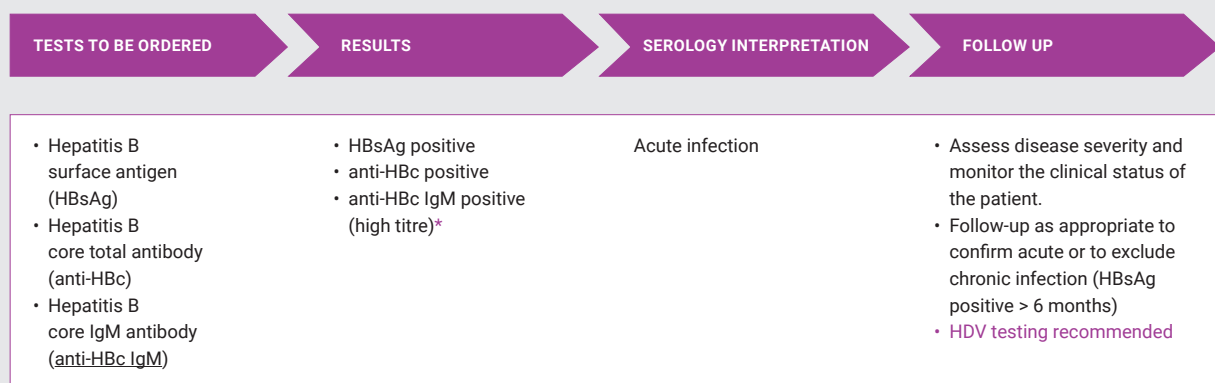 TESTS TO BE ORDERED
RESULTS
SEROLOGY INTERPRETATION
FOLLOW UP
• Hepatitis B
surface antigen
(HBsAg)
• Hepatitis B
core total antibody
(anti-HBc)
• Hepatitis B
core IgM antibody
(anti-HBc IgM)
• HBsAg positive
• anti-HBc positive
• anti-HBc IgM positive
(high titre)*
Acute infection
• Assess disease severity and
monitor the clinical status of
the patient.
• Follow-up as appropriate to
confirm acute or to exclude
chronic infection (HBsAg
positive > 6 months)
• HDV testing recommended